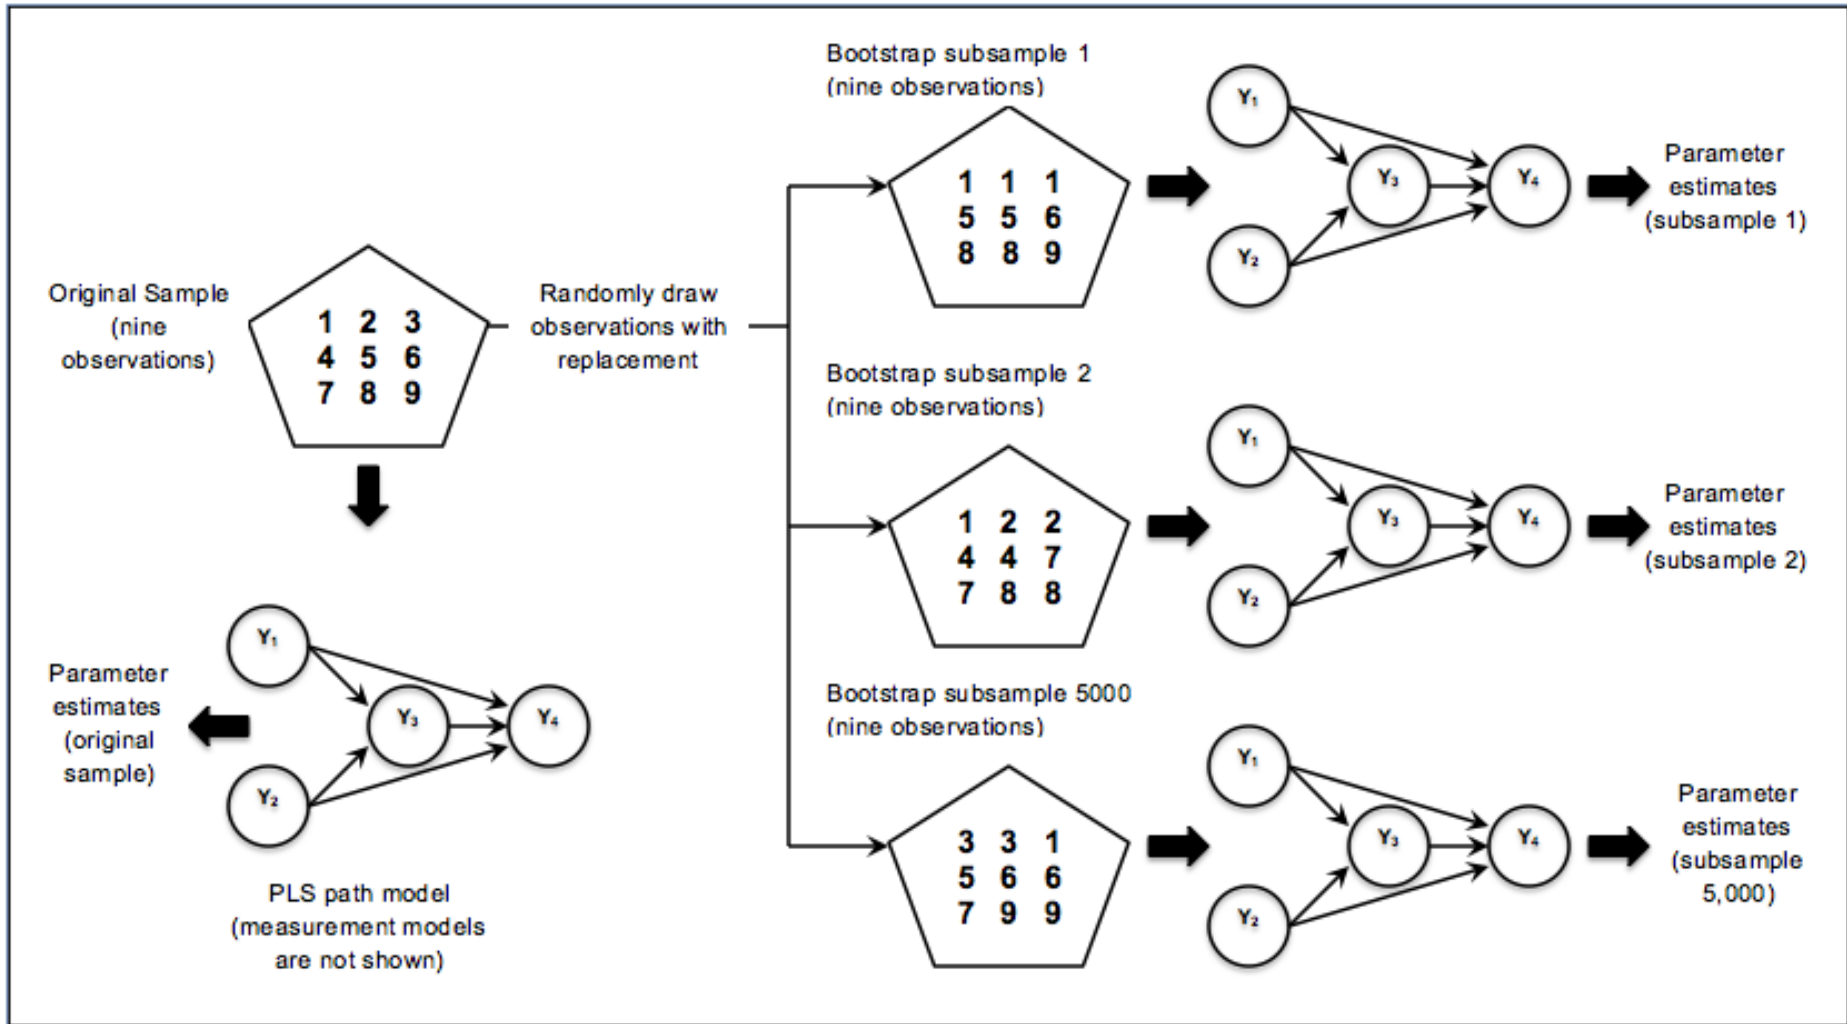 Original Sample
(nine
observations)
1 2 3
4 5 6
7 8 9
Randomly draw
observations with
replacement
Parameter
estimates
(original
sample)
Y₁
Y₂
Y₃
Y₄
PLS path model
(measurement models
are not shown)
Bootstrap subsample 1
(nine observations)
1 1 1
5 5 6
8 8 9
Y₁
Y₂
Y₃
Y₄
Parameter
estimates
(subsample 1)
Bootstrap subsample 2
(nine observations)
1 2 2
4 4 7
7 8 8
Y₁
Y₂
Y₃
Y₄
Parameter
estimates
(subsample 2)
Bootstrap subsample 5000
(nine observations)
3 3 1
5 6 6
7 9 9
Y₁
Y₂
Y₃
Y₄
Parameter
estimates
(subsample
5,000)